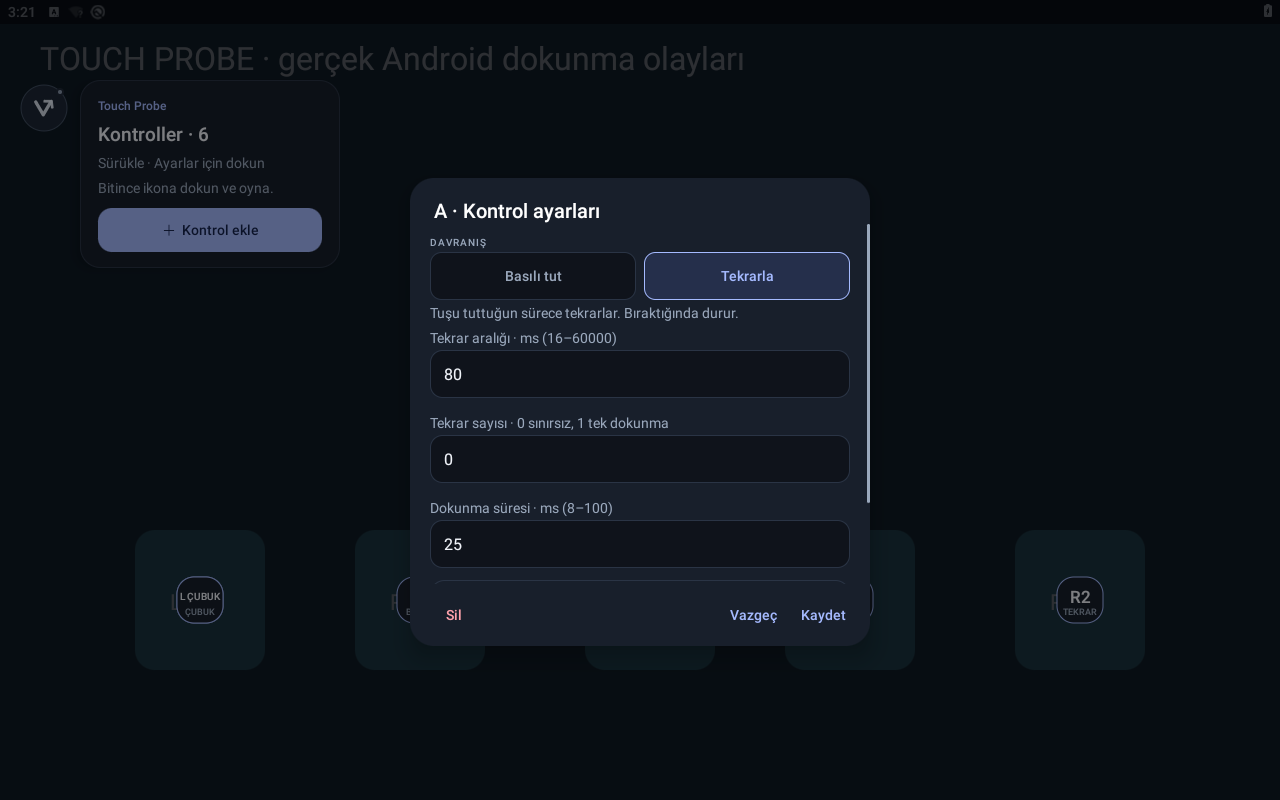 3:21
TOUCH PROBE · gerçek Android dokunma olayları
Touch Probe
Kontroller · 6
Sürükle · Ayarlar için dokun
Bitince ikona dokun ve oyna.
+ Kontrol ekle
A · Kontrol ayarları
DAVRANIŞ
Basılı tut
Tekrarla
Tuşu tuttuğun sürece tekrarlar. Bıraktığında durur.
Tekrar aralığı · ms (16–60000)
80
Tekrar sayısı · 0 sınırsız, 1 tek dokunma
0
Dokunma süresi · ms (8–100)
25
Sil
Vazgeç
Kaydet
L ÇUBUK
ÇUBUK
R2
TEKRAR